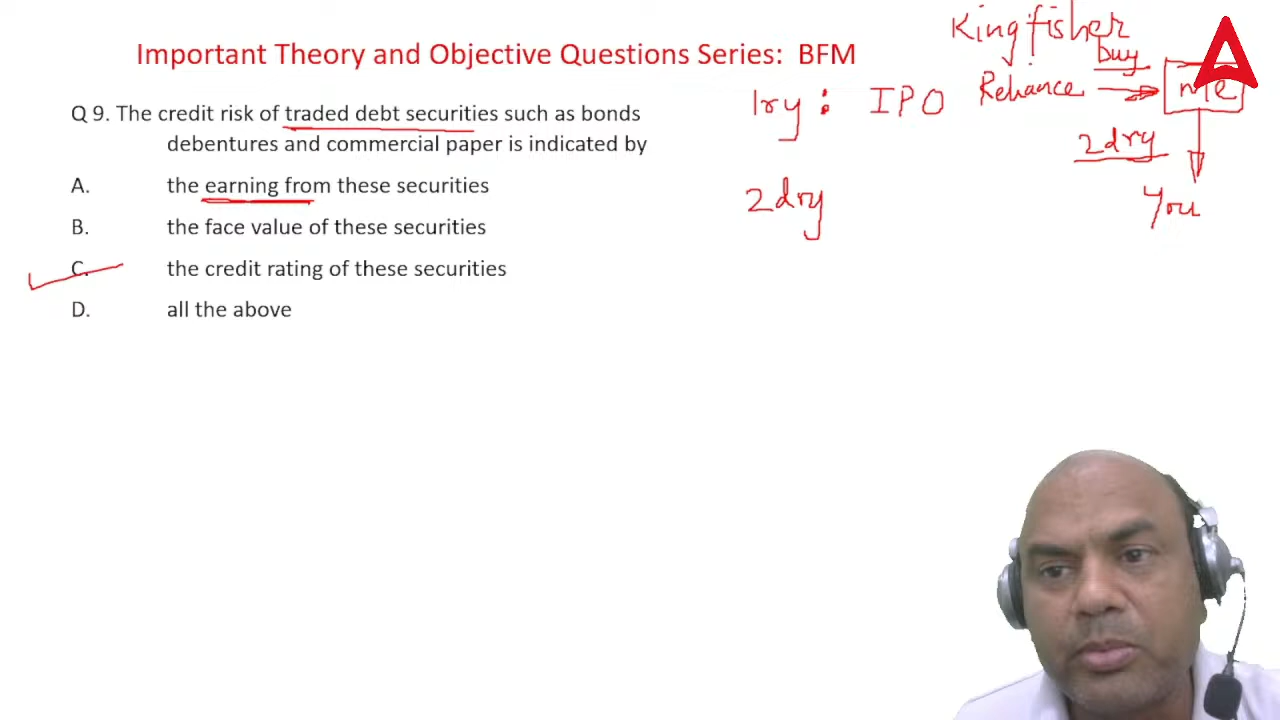 Important Theory and Objective Questions Series: BFM
Q 9. The credit risk of traded debt securities such as bonds
debentures and commercial paper is indicated by
A. the earning from these securities
B. the face value of these securities
C. the credit rating of these securities
D. all the above
Kingfisher
buy
1ry : IPO Reliance me
2dry
2dry You